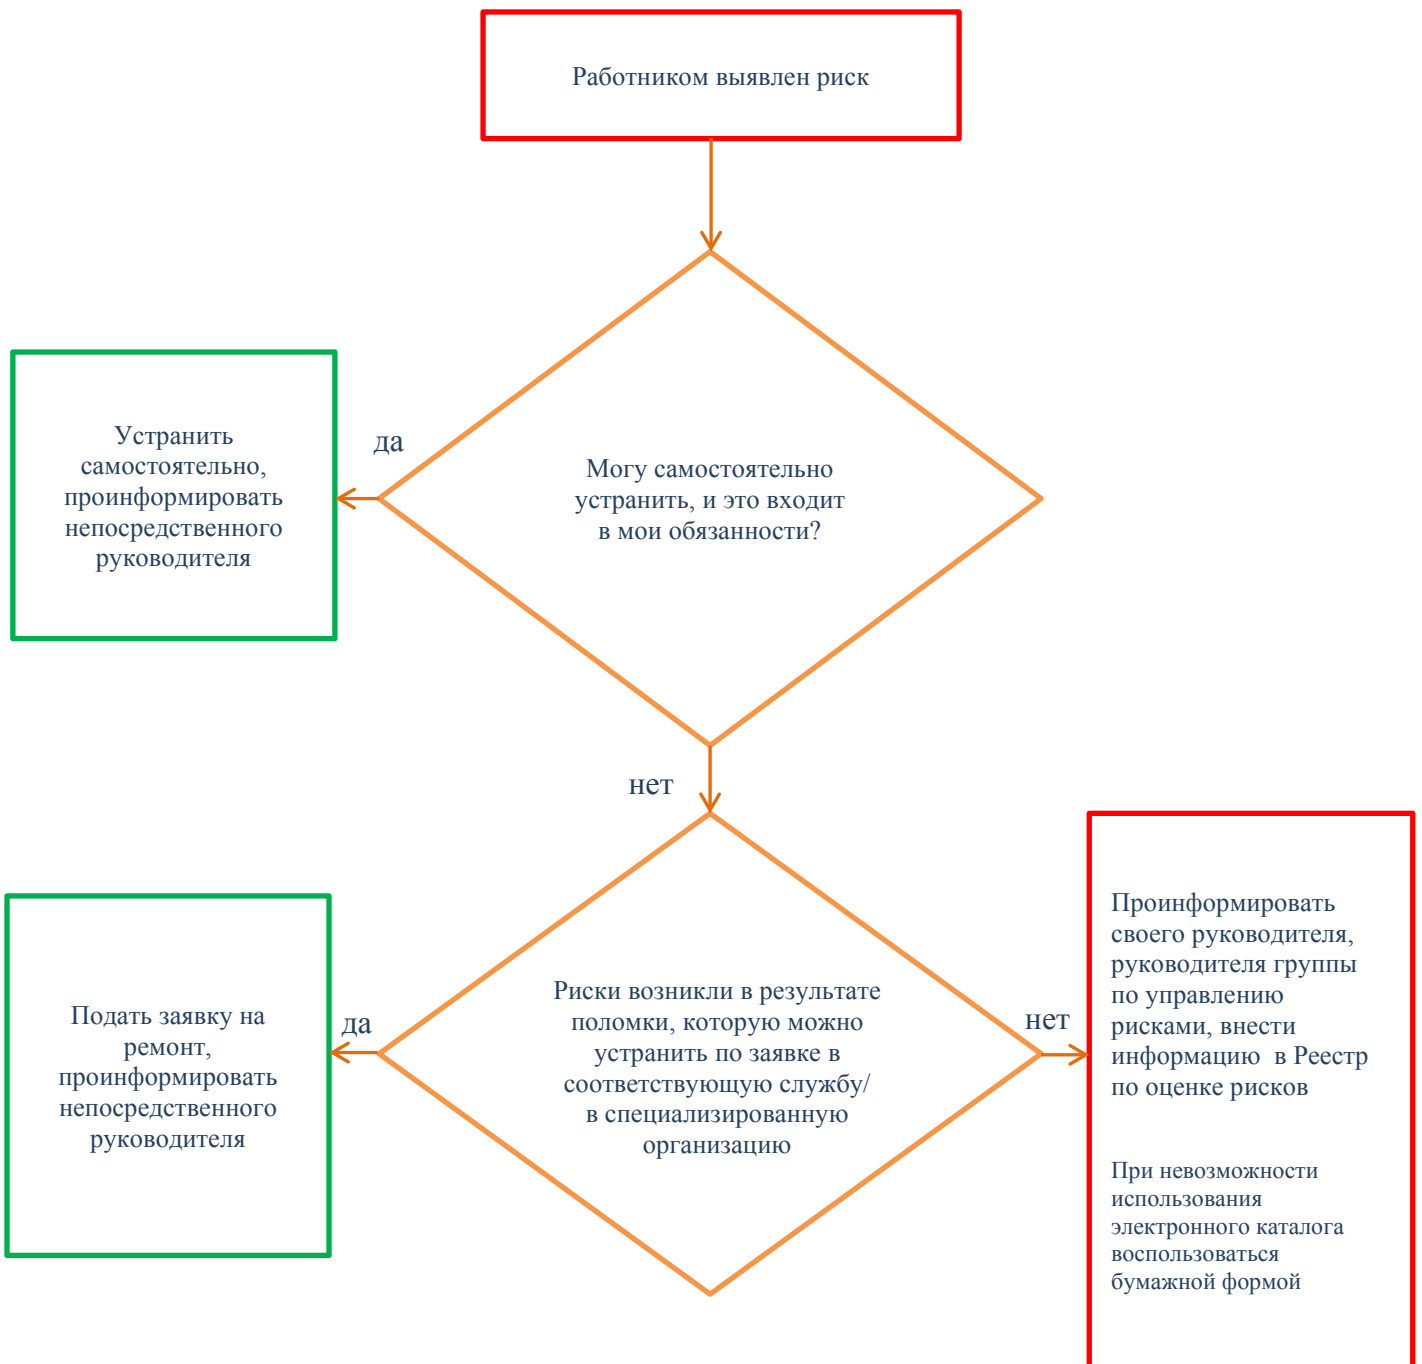 Работником выявлен риск
Устранить
самостоятельно,
проинформировать
непосредственного
руководителя
да
Могу самостоятельно
устранить, и это входит
в мои обязанности?
нет
Подать заявку на
ремонт,
проинформировать
непосредственного
руководителя
да
Риски возникли в результате
поломки, которую можно
устранить по заявке в
соответствующую службу/
в специализированную
организацию
нет
Проинформировать
своего руководителя,
руководителя группы
по управлению
рисками, внести
информацию в Реестр
по оценке рисков
При невозможности
использования
электронного каталога
воспользоваться
бумажной формой